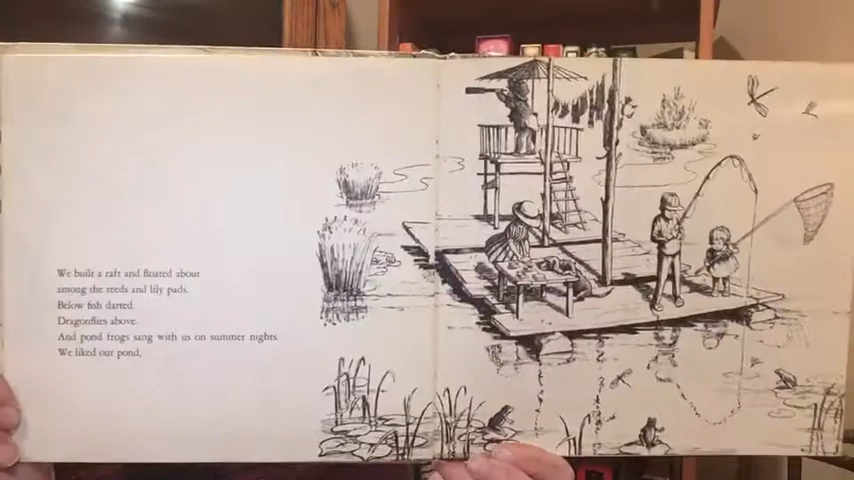 We built a raft and floated about
among the reeds and lily pads.
Below fish darted.
Dragonflies above.
And pond frogs sang with us on summer nights
We liked our pond.